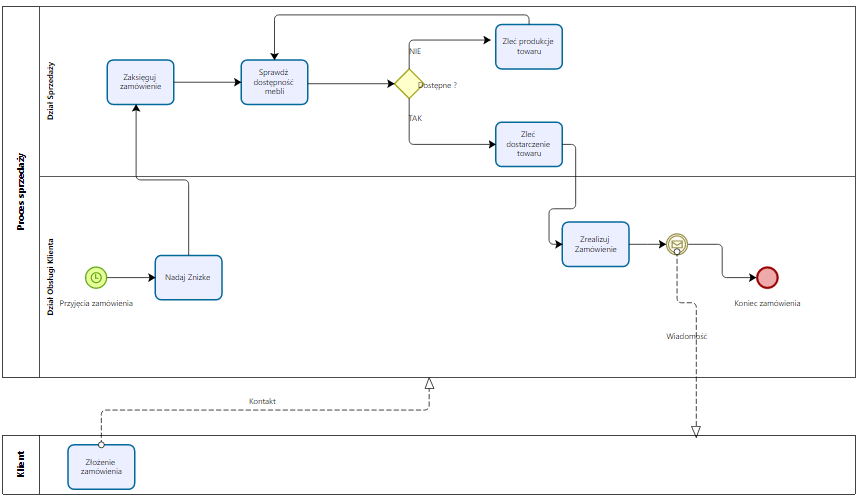 Proces sprzedaży
Dział Sprzedaży
Zaksięguj
zamówienie
Sprawdź
dostępność
mebli
NIE
Dostępne ?
TAK
Zleć produkcje
towaru
Zleć
dostarczenie
towaru
Dział Obsługi Klienta
Przyjęcia zamówienia
Nadaj Znizke
Zrealizuj
Zamówienie
Koniec zamówienia
Wiadomość
Kontakt
Klient
Złożenie
zamówienia